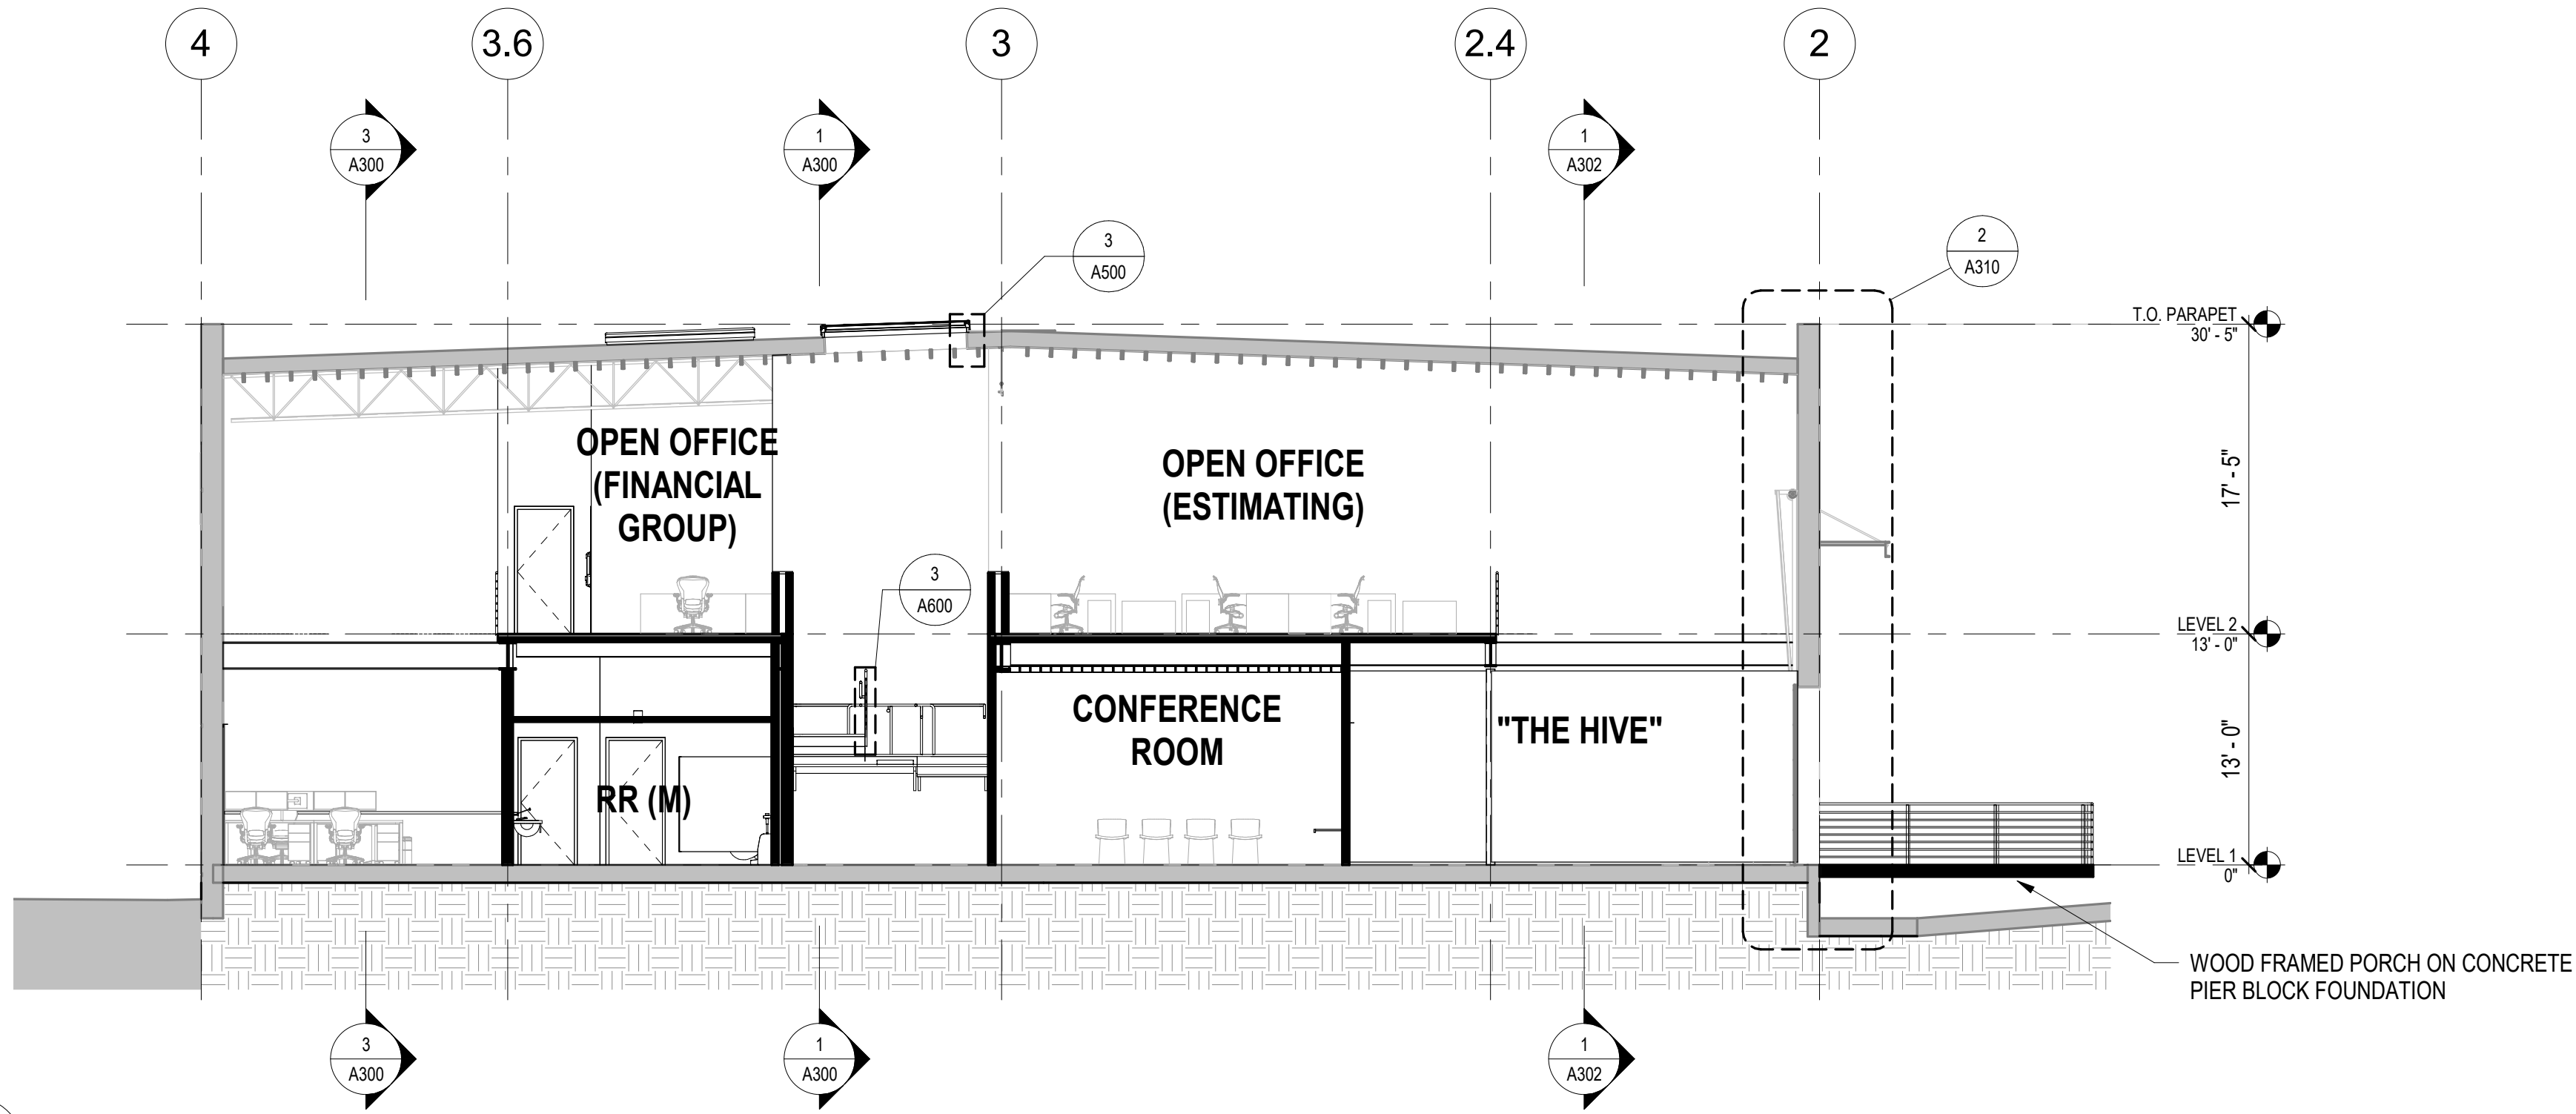 4
3.6
3
2.4
2
3
A300
1
A300
1
A302
3
A500
2
A310
T.O. PARAPET
30' - 5"
OPEN OFFICE
(FINANCIAL
GROUP)
OPEN OFFICE
(ESTIMATING)
17' - 5"
3
A600
LEVEL 2
13' - 0"
CONFERENCE
ROOM
"THE HIVE"
13' - 0"
RR (M)
LEVEL 1
0"
WOOD FRAMED PORCH ON CONCRETE
PIER BLOCK FOUNDATION
3
A300
1
A300
1
A302